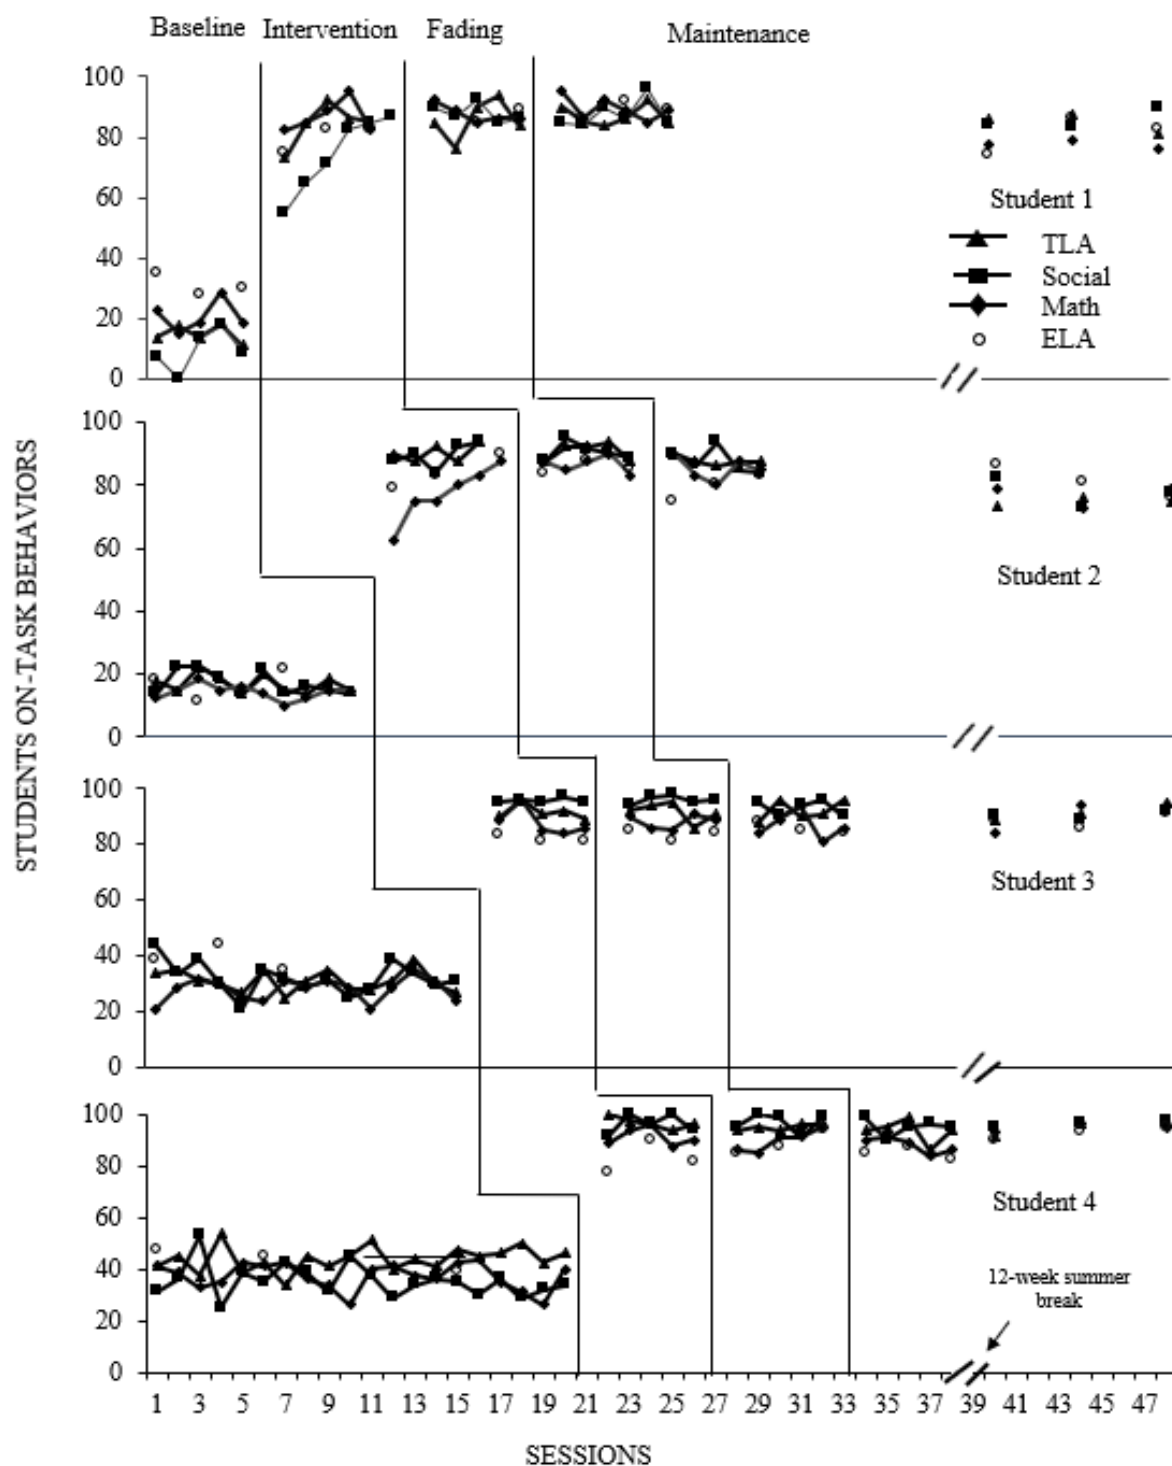 Baseline Intervention Fading Maintenance
100
80
60
40
20
0
Student 1
TLA
Social
Math
ELA
100
80
60
40
20
0
Student 2
100
80
60
40
20
0
Student 3
100
80
60
40
20
0
Student 4
12-week summer
break
STUDENTS ON-TASK BEHAVIORS
1 3 5 7 9 11 13 15 17 19 21 23 25 27 29 31 33 35 37 39 41 43 45 47
SESSIONS